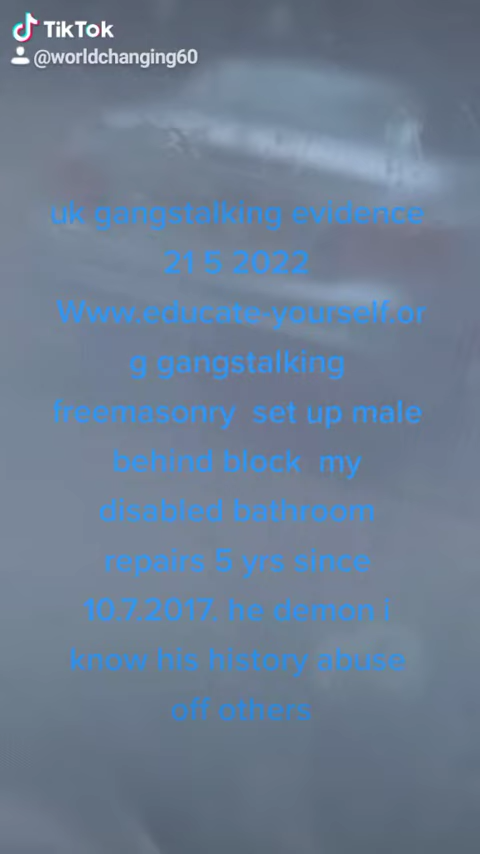 TikTok
@worldchanging60
uk gangstalking evidence
21 5 2022
Www.educate-yourself.or
g gangstalking
freemasonry set up male
behind block my
disabled bathroom
repairs 5 yrs since
10.7.2017. he demon i
know his history abuse
off others